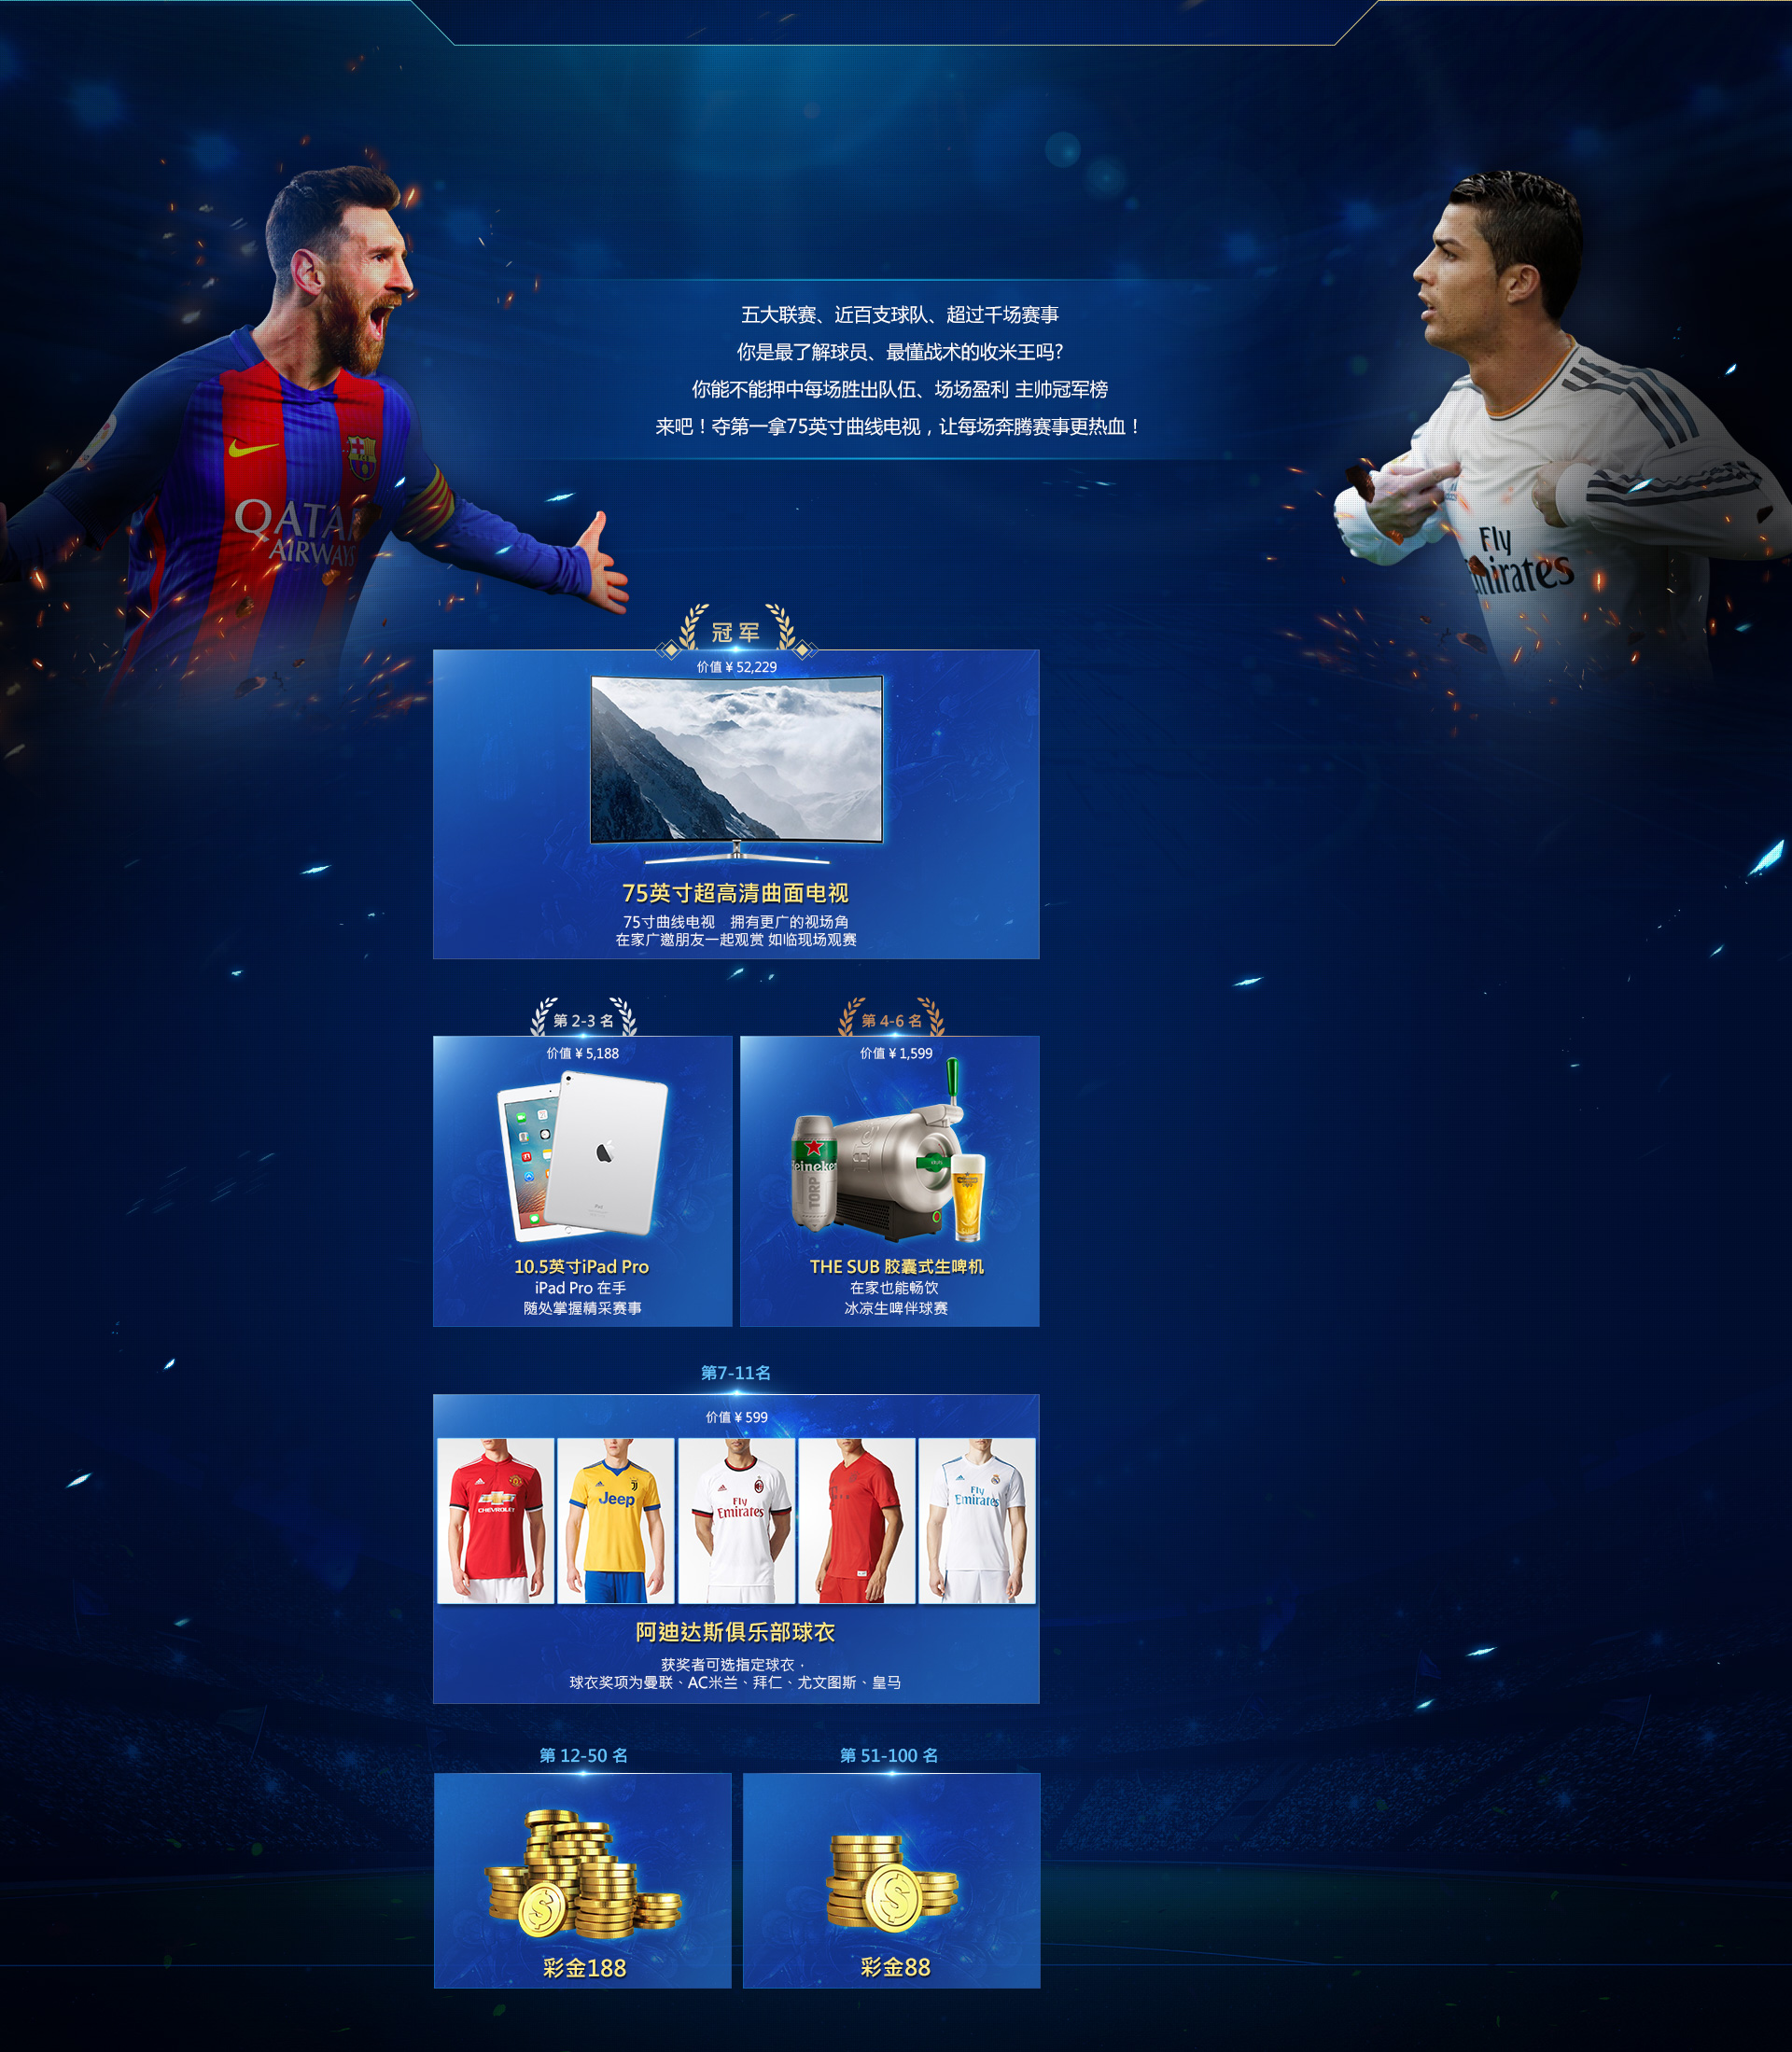 五大联赛、近百支球队、超过千场赛事
你是最了解球员、最懂战术的收米王吗?
你能不能押中每场胜出队伍、场场盈利 主帅冠军榜
来吧！夺第一拿75英寸曲线电视，让每场奔腾赛事更热血！
QATAR
AIRWAYS
Fly
Emirates
冠军
价值 ¥ 52,229
75英寸超高清曲面电视
75寸曲线电视 拥有更广的视场角
在家广邀朋友一起观赏 如临现场观赛
第 2-3 名
价值 ¥ 5,188
10.5英寸iPad Pro
iPad Pro 在手
随处掌握精采赛事
第 4-6 名
价值 ¥ 1,599
Heineken
TORP
THE SUB 胶囊式生啤机
在家也能畅饮
冰凉生啤伴球赛
第7-11名
价值 ¥ 599
CHEVROLET
Jeep
Fly
Emirates
Fly
Emirates
阿迪达斯俱乐部球衣
获奖者可选指定球衣．
球衣奖项为曼联、AC米兰、拜仁、尤文图斯、皇马
第 12-50 名
彩金188
第 51-100 名
彩金88